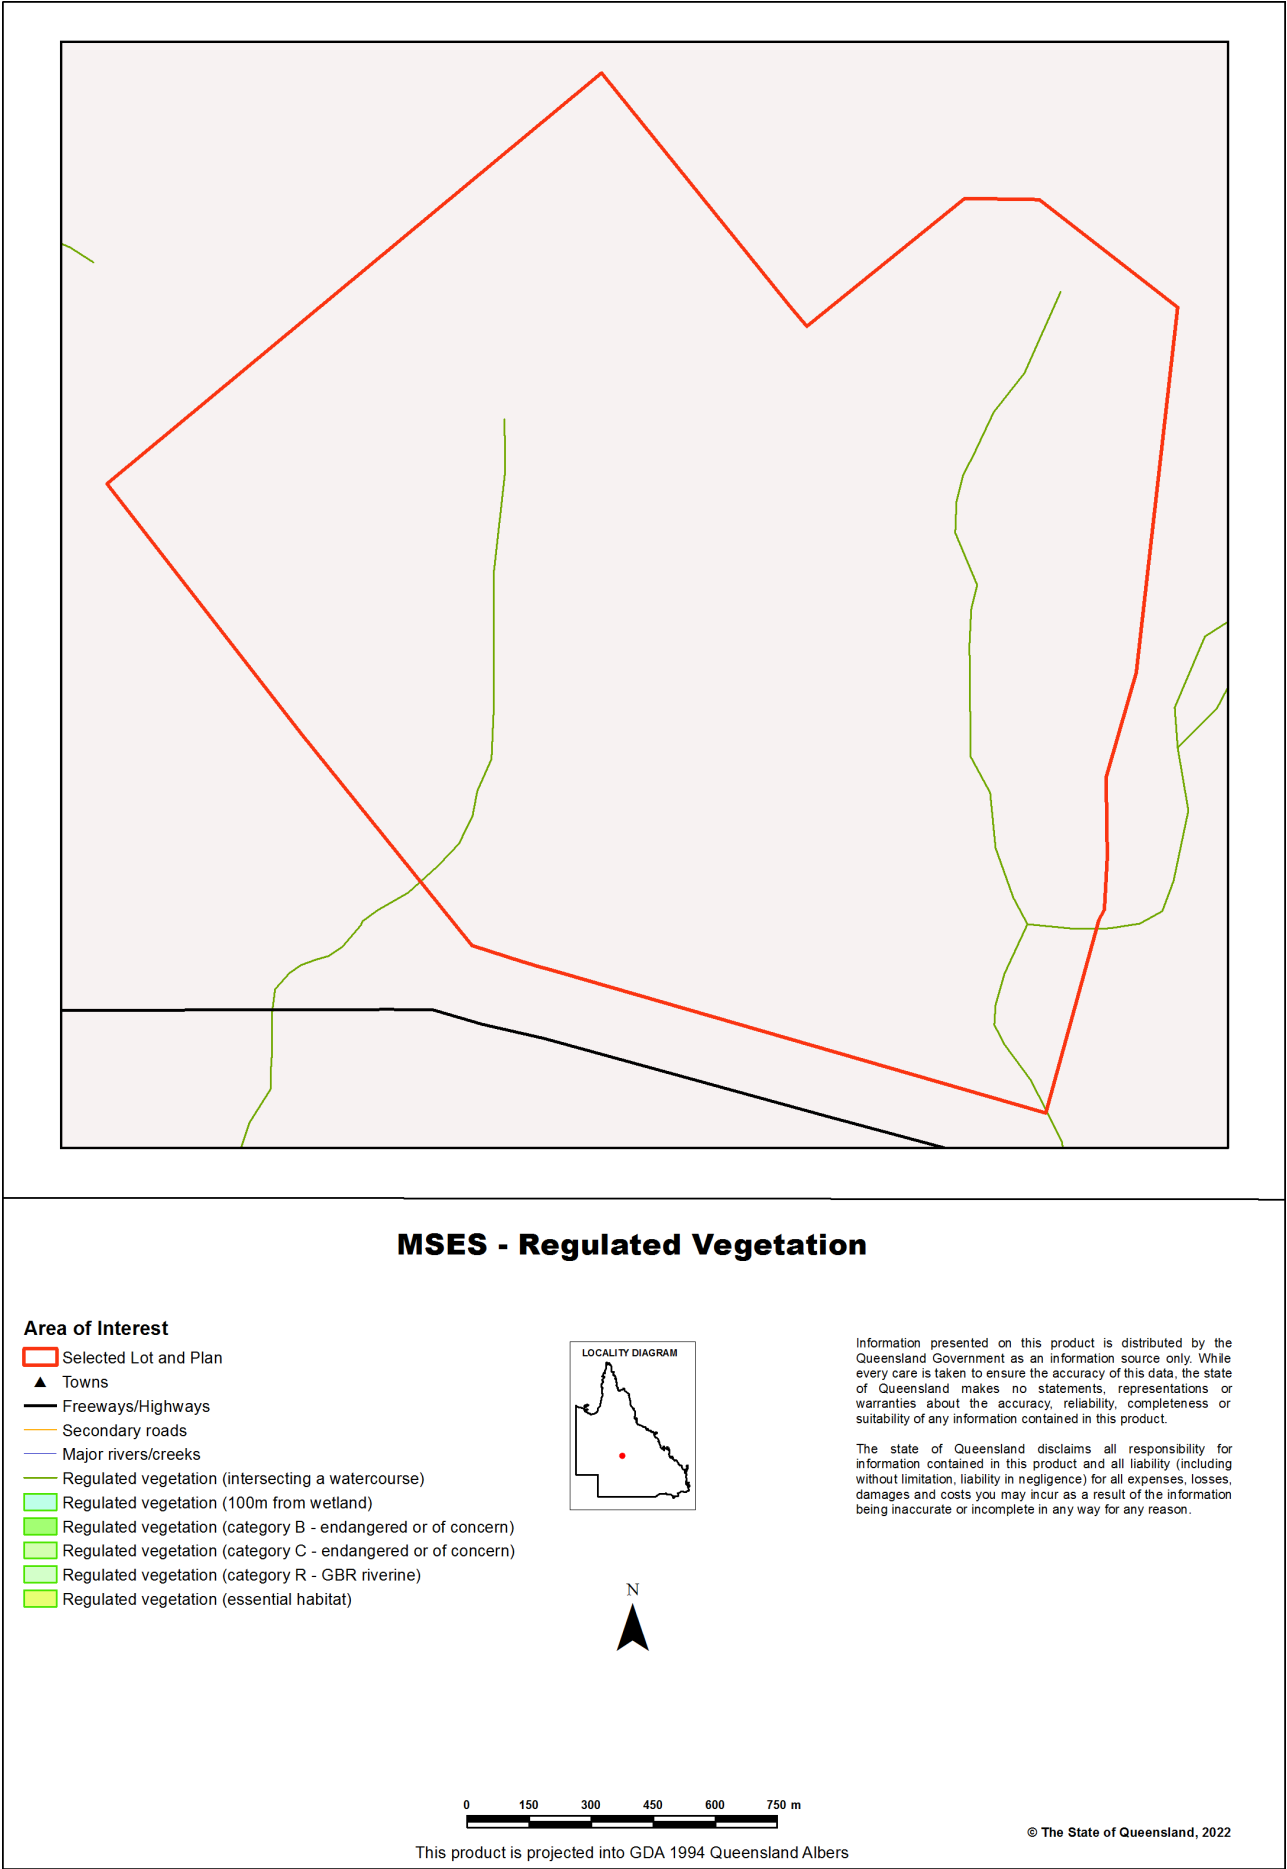 MSES - Regulated Vegetation
Area of Interest
Selected Lot and Plan
Towns
Freeways/Highways
Secondary roads
Major rivers/creeks
Regulated vegetation (intersecting a watercourse)
Regulated vegetation (100m from wetland)
Regulated vegetation (category B - endangered or of concern)
Regulated vegetation (category C - endangered or of concern)
Regulated vegetation (category R - GBR riverine)
Regulated vegetation (essential habitat)
LOCALITY DIAGRAM
N
Information presented on this product is distributed by the
Queensland Government as an information source only. While
every care is taken to ensure the accuracy of this data, the state
of Queensland makes no statements, representations or
warranties about the accuracy, reliability, completeness or
suitability of any information contained in this product.
The state of Queensland disclaims all responsibility for
information contained in this product and all liability (including
without limitation, liability in negligence) for all expenses, losses,
damages and costs you may incur as a result of the information
being inaccurate or incomplete in any way for any reason.
0 150 300 450 600 750 m
© The State of Queensland, 2022
This product is projected into GDA 1994 Queensland Albers